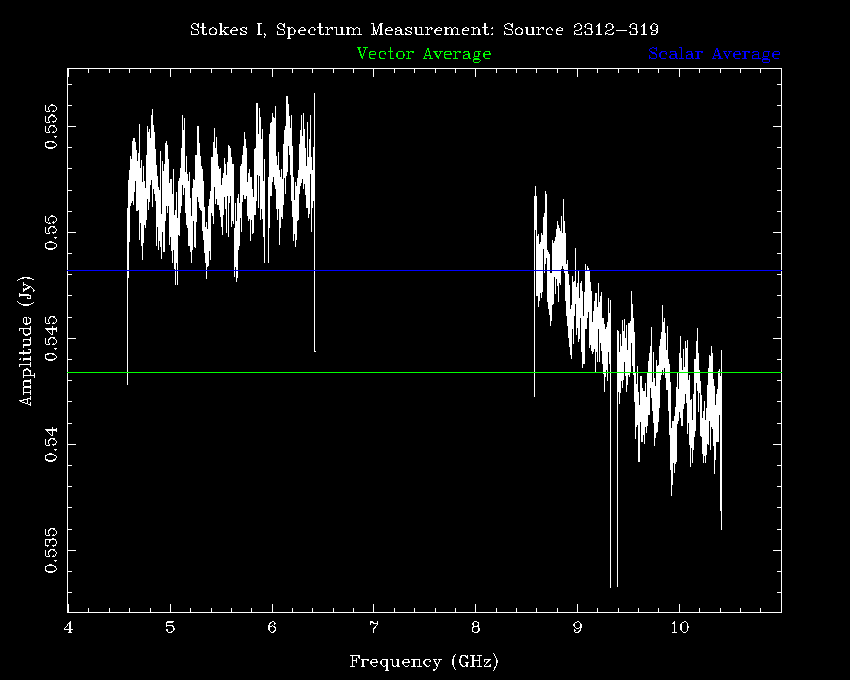 Stokes I, Spectrum Measurement: Source 2312-319
Vector Average Scalar Average
0.555
0.55
0.545
0.54
0.535
Amplitude (Jy)
4 5 6 7 8 9 10
Frequency (GHz)